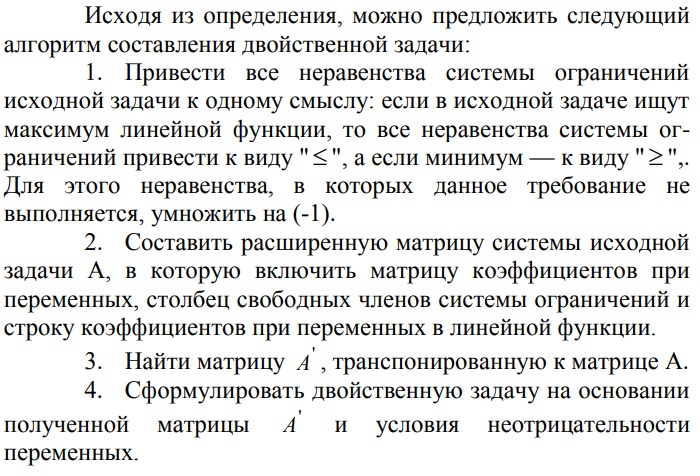 Исходя из определения, можно предложить следующий
алгоритм составления двойственной задачи:
1. Привести все неравенства системы ограничений
исходной задачи к одному смыслу: если в исходной задаче ищут
максимум линейной функции, то все неравенства системы ог-
раничений привести к виду " ≤ ", а если минимум — к виду " ≥ ",.
Для этого неравенства, в которых данное требование не
выполняется, умножить на (-1).
2. Составить расширенную матрицу системы исходной
задачи А, в которую включить матрицу коэффициентов при
переменных, столбец свободных членов системы ограничений и
строку коэффициентов при переменных в линейной функции.
3. Найти матрицу A' , транспонированную к матрице А.
4. Сформулировать двойственную задачу на основании
полученной матрицы A' и условия неотрицательности
переменных.